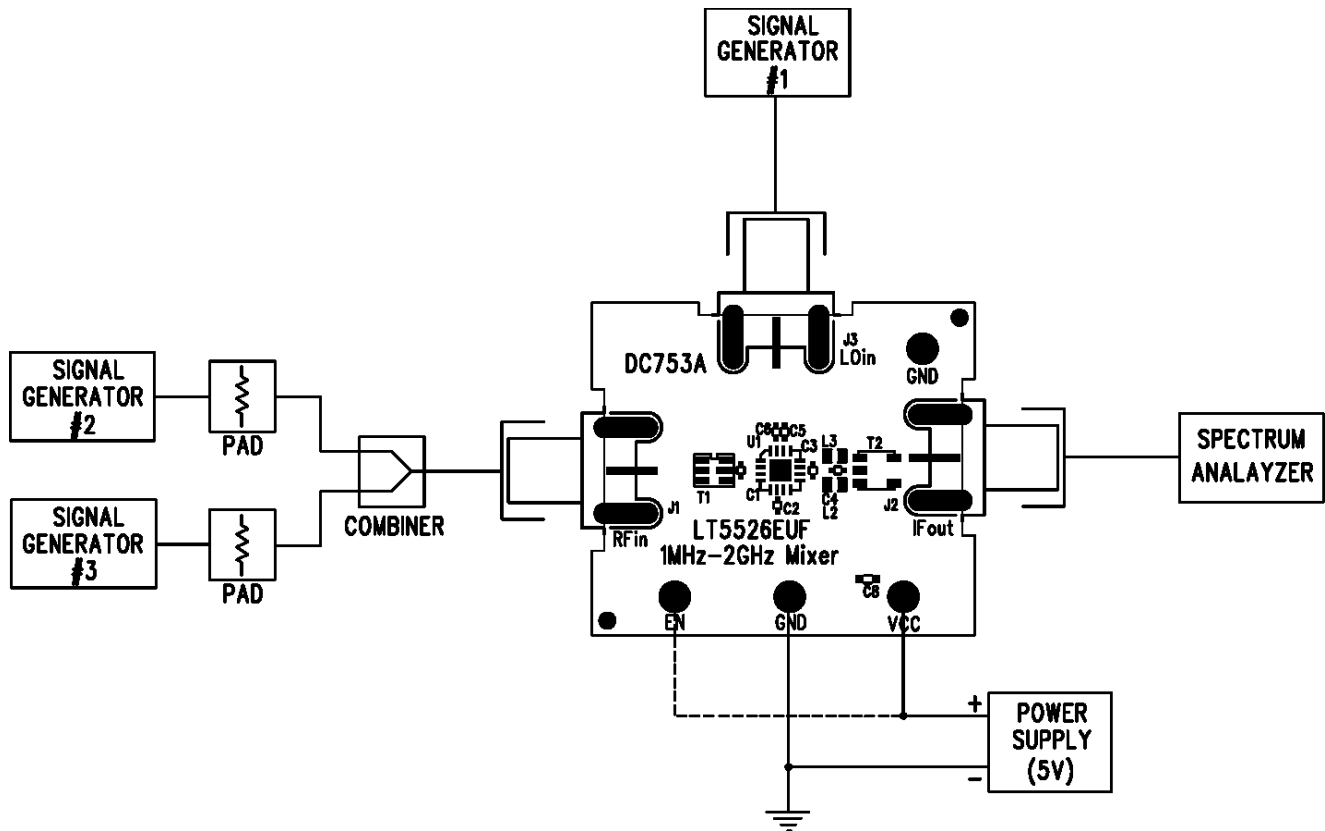 SIGNAL
GENERATOR
#1
SIGNAL
GENERATOR
#2
PAD
SIGNAL
GENERATOR
#3
PAD
COMBINER
DC753A
J3
LOin
GND
C6
C5
U1
C3
L3
T2
T1
C1
C2
C4
L2
J1
RFin
J2
IFout
LT5526EUF
1MHz-2GHz Mixer
C8
EN
GND
VCC
SPECTRUM
ANALAYZER
+
POWER
SUPPLY
(5V)
-